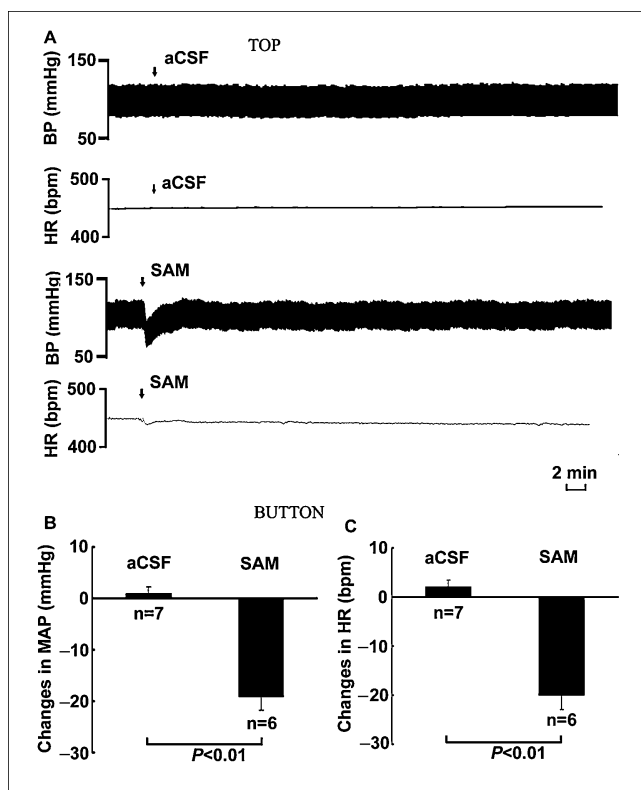 A TOP
aCSF
150
BP (mmHg)
50
aCSF
500
HR (bpm)
400
SAM
150
BP (mmHg)
50
SAM
500
HR (bpm)
400
2 min
BUTTON
B
Changes in MAP (mmHg)
10
0
–10
–20
–30
aCSF SAM
n=7
n=6
P<0.01
C
Changes in HR (bpm)
10
0
–10
–20
–30
aCSF SAM
n=7
n=6
P<0.01